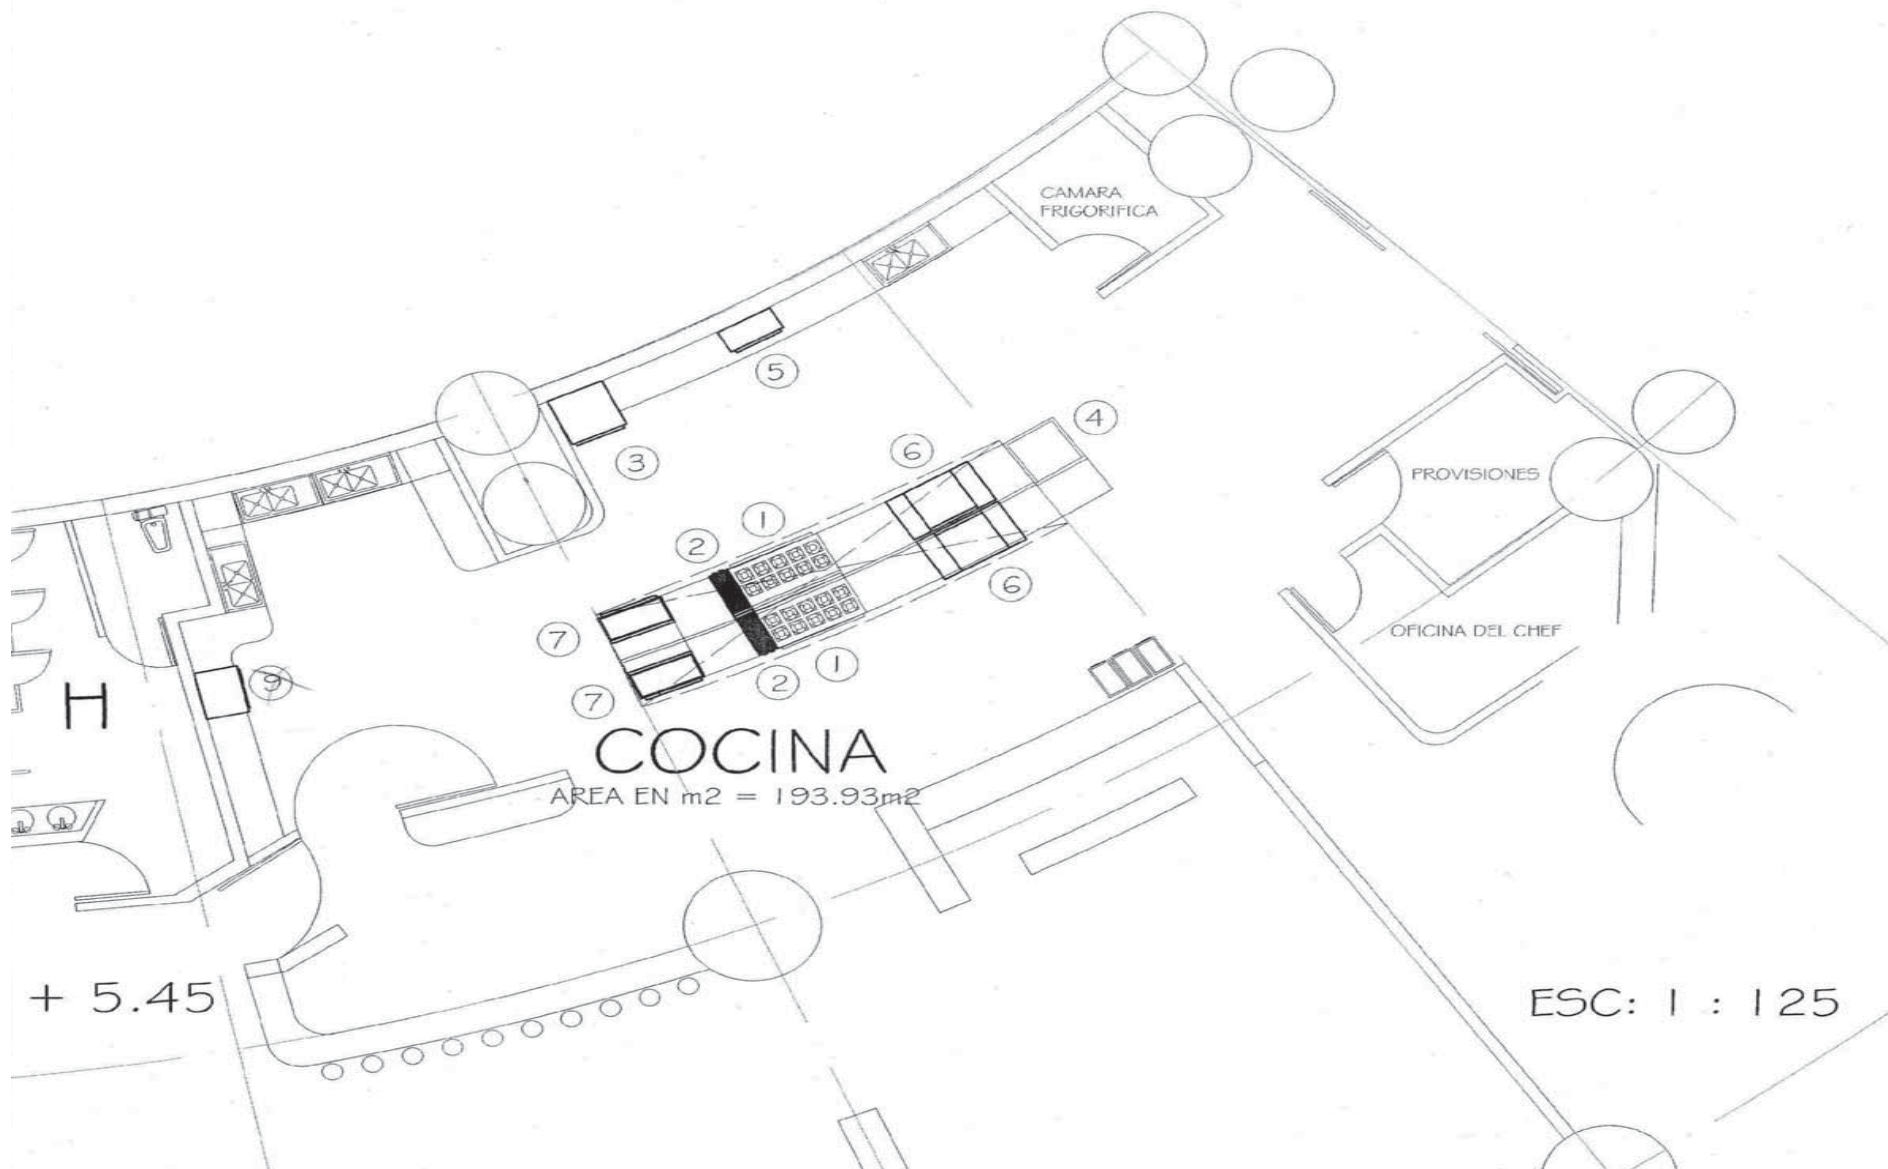 CAMARA
FRIGORIFICA
5
4
6
3
PROVISIONES
1
2
6
7
OFICINA DEL CHEF
1
2
9
7
H
COCINA
AREA EN m2 = 193.93m2
+ 5.45
ESC: 1 : 125